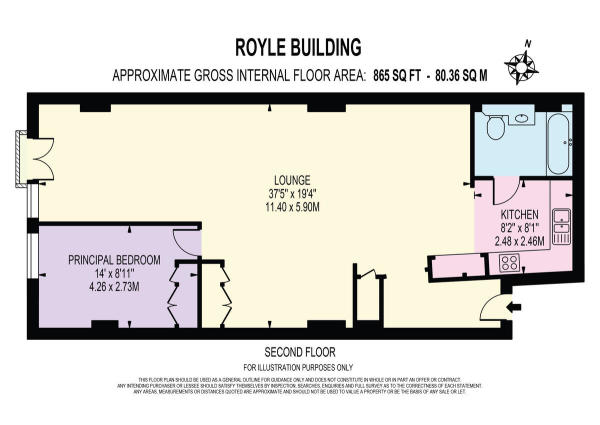 ROYLE BUILDING
APPROXIMATE GROSS INTERNAL FLOOR AREA: 865 SQ FT - 80.36 SQ M
N
LOUNGE
37'5" x 19'4"
11.40 x 5.90M
KITCHEN
8'2" x 8'1"
2.48 x 2.46M
PRINCIPAL BEDROOM
14' x 8'11"
4.26 x 2.73M
SECOND FLOOR
FOR ILLUSTRATION PURPOSES ONLY
THIS FLOOR PLAN SHOULD BE USED AS A GENERAL OUTLINE FOR GUIDANCE ONLY AND DOES NOT CONSTITUTE IN WHOLE OR IN PART AN OFFER OR CONTRACT.
ANY INTENDING PURCHASER OR LESSEE SHOULD SATISFY THEMSELVES BY INSPECTION, SEARCHES, ENQUIRIES AND FULL SURVEY AS TO THE CORRECTNESS OF EACH STATEMENT.
ANY AREAS, MEASUREMENTS OR DISTANCES QUOTED ARE APPROXIMATE AND SHOULD NOT BE USED TO VALUE A PROPERTY OR BE THE BASIS OF ANY SALE OR LET.